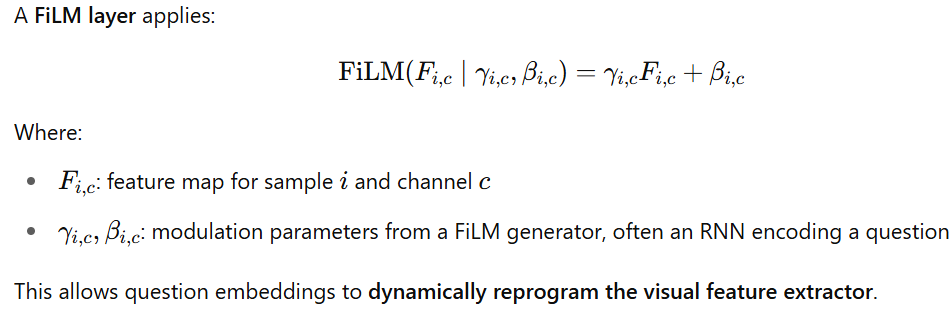 A FiLM layer applies:
FiLM(F_{i,c} | γ_{i,c}, β_{i,c}) = γ_{i,c}F_{i,c} + β_{i,c}
Where:
• F_{i,c}: feature map for sample i and channel c
• γ_{i,c}, β_{i,c}: modulation parameters from a FiLM generator, often an RNN encoding a question
This allows question embeddings to dynamically reprogram the visual feature extractor.